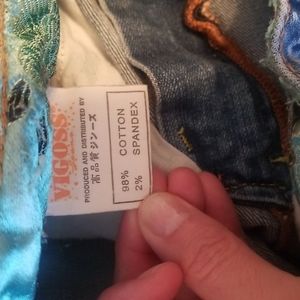 VIGOSS
PRODUCED AND DISTRIBUTED BY
高品質ジーンズ
98% COTTON
2% SPANDEX